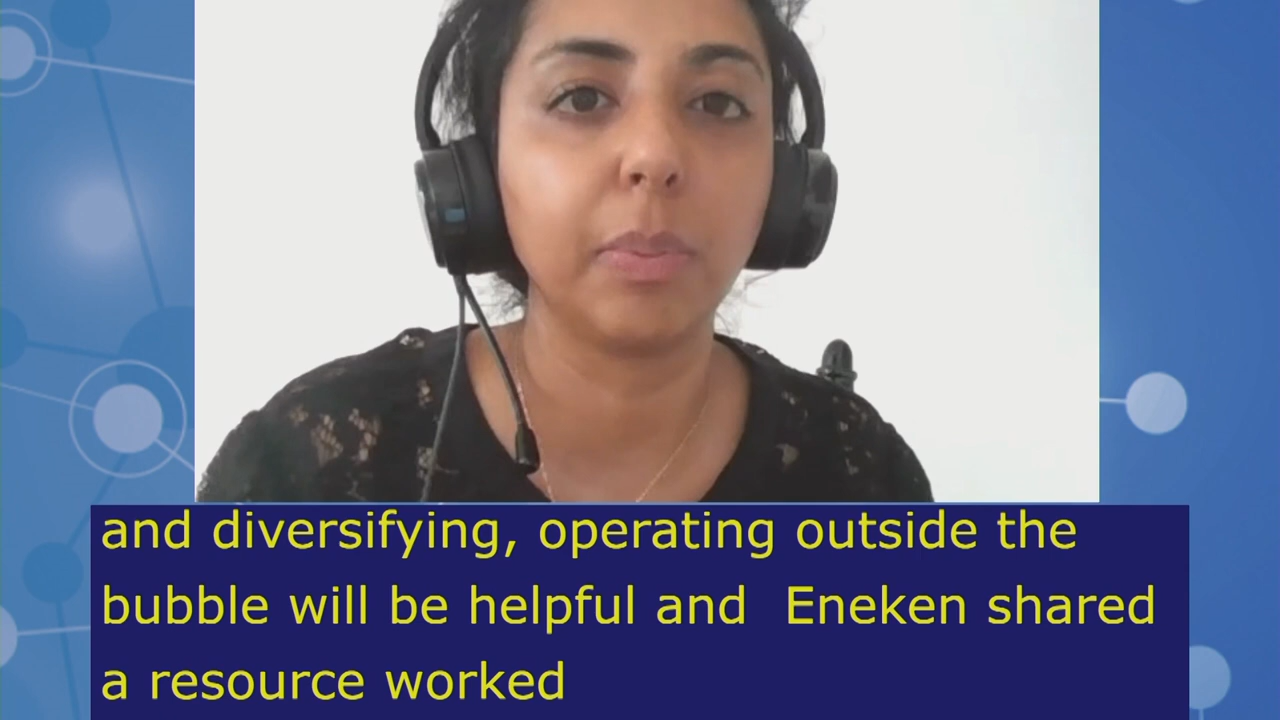 and diversifying, operating outside the
bubble will be helpful and  Eneken shared
a resource worked